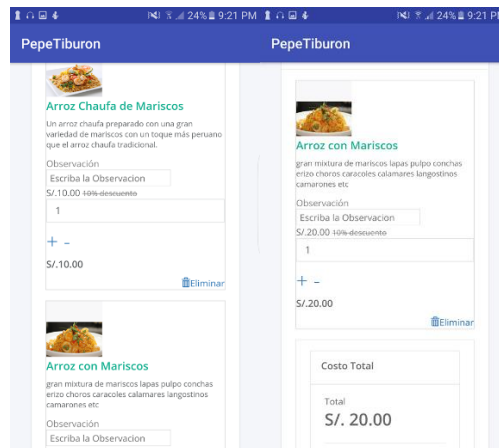 24% 9:21 PM
PepeTiburon
Arroz Chaufa de Mariscos
Un arroz chaufa preparado con una gran
variedad de mariscos con un toque más peruano
que el arroz chaufa tradicional.
Observación
Escriba la Observacion
S/.10.00 10% descuento
1
+ -
S/.10.00
Eliminar
Arroz con Mariscos
gran mixtura de mariscos lapas pulpo conchas
erizo choros caracoles calamares langostinos
camarones etc
Observación
Escriba la Observacion
24% 9:21 PM
PepeTiburon
Arroz con Mariscos
gran mixtura de mariscos lapas pulpo conchas
erizo choros caracoles calamares langostinos
camarones etc
Observación
Escriba la Observacion
S/.20.00 10% descuento
1
+ -
S/.20.00
Eliminar
Costo Total
Total
S/. 20.00